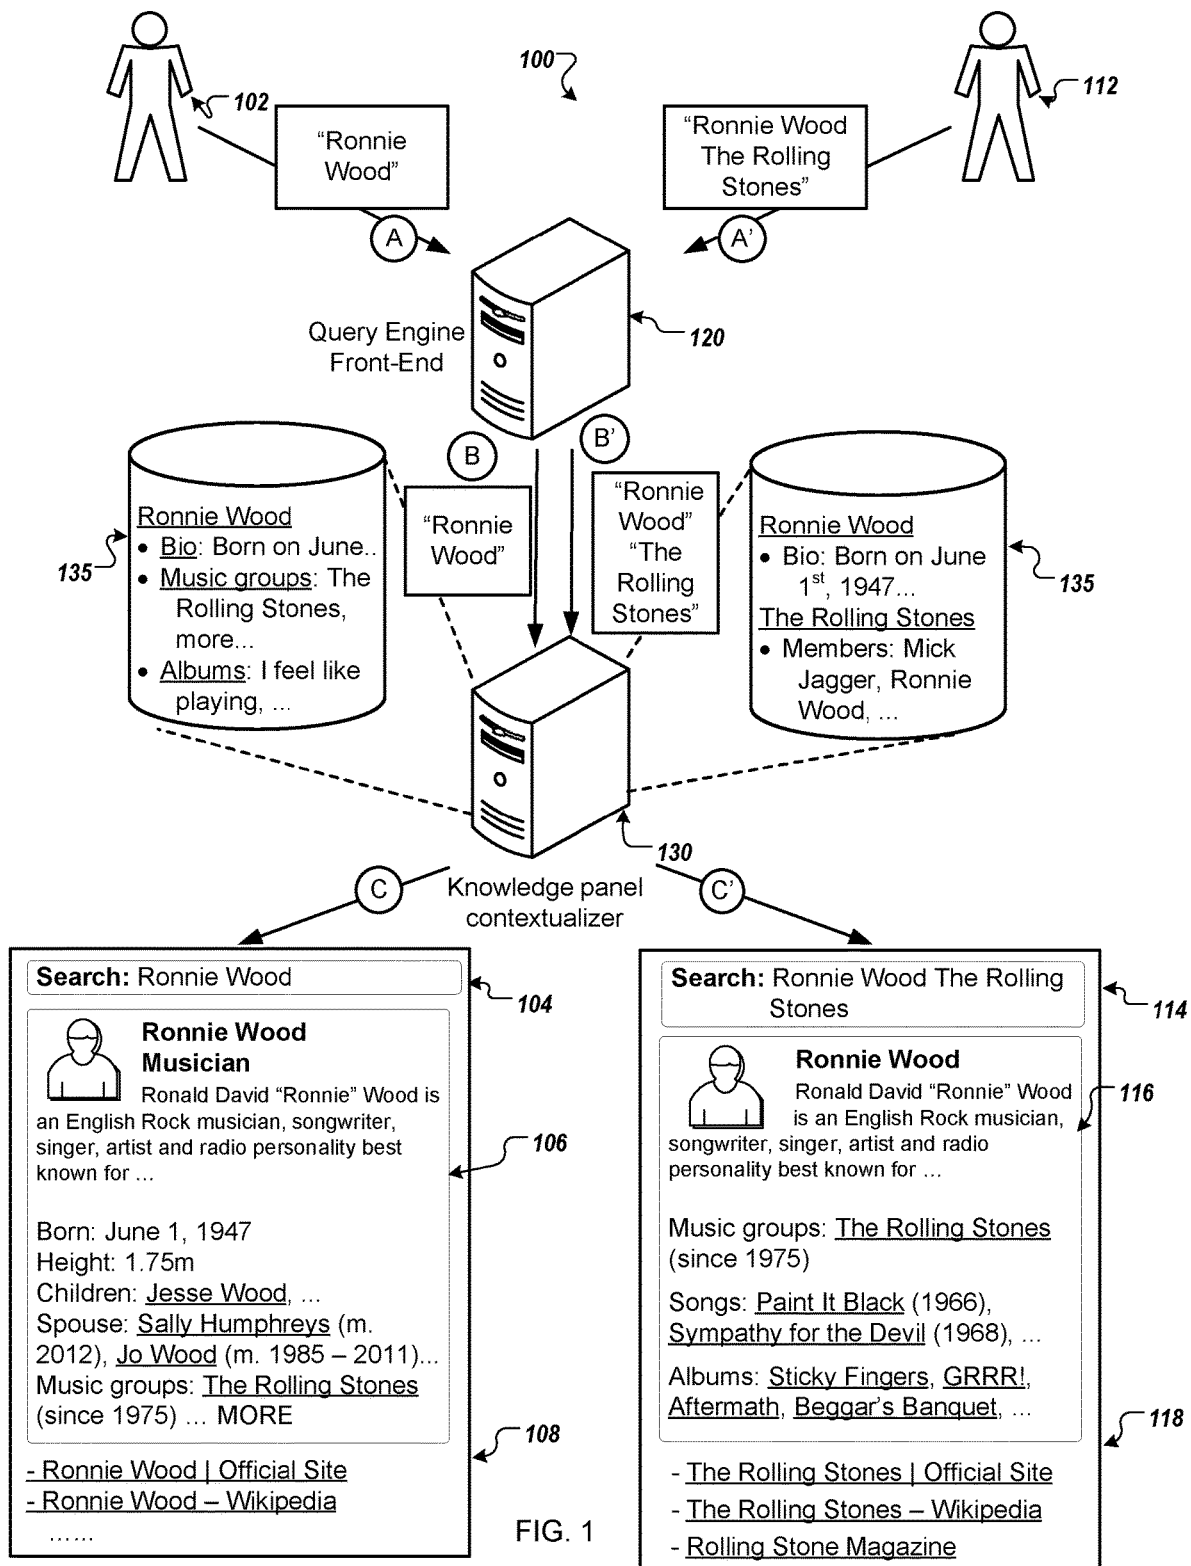 100
102
112
"Ronnie
Wood"
"Ronnie Wood
The Rolling
Stones"
A
A'
Query Engine
Front-End
120
B
B'
"Ronnie
Wood"
"Ronnie
Wood"
"The
Rolling
Stones"
135
Ronnie Wood
• Bio: Born on June..
• Music groups: The
Rolling Stones,
more...
• Albums: I feel like
playing, ...
Ronnie Wood
• Bio: Born on June
1st, 1947...
The Rolling Stones
• Members: Mick
Jagger, Ronnie
Wood, ...
135
130
C
Knowledge panel
contextualizer
C'
Search: Ronnie Wood
104
Ronnie Wood
Musician
Ronald David "Ronnie" Wood is
an English Rock musician, songwriter,
singer, artist and radio personality best
known for ...
106
Born: June 1, 1947
Height: 1.75m
Children: Jesse Wood, ...
Spouse: Sally Humphreys (m.
2012), Jo Wood (m. 1985 – 2011)...
Music groups: The Rolling Stones
(since 1975) ... MORE
108
- Ronnie Wood | Official Site
- Ronnie Wood – Wikipedia
......
Search: Ronnie Wood The Rolling
Stones
114
Ronnie Wood
Ronald David "Ronnie" Wood
is an English Rock musician,
songwriter, singer, artist and radio
personality best known for ...
116
Music groups: The Rolling Stones
(since 1975)
Songs: Paint It Black (1966),
Sympathy for the Devil (1968), ...
Albums: Sticky Fingers, GRRR!,
Aftermath, Beggar's Banquet, ...
118
- The Rolling Stones | Official Site
- The Rolling Stones – Wikipedia
- Rolling Stone Magazine
FIG. 1